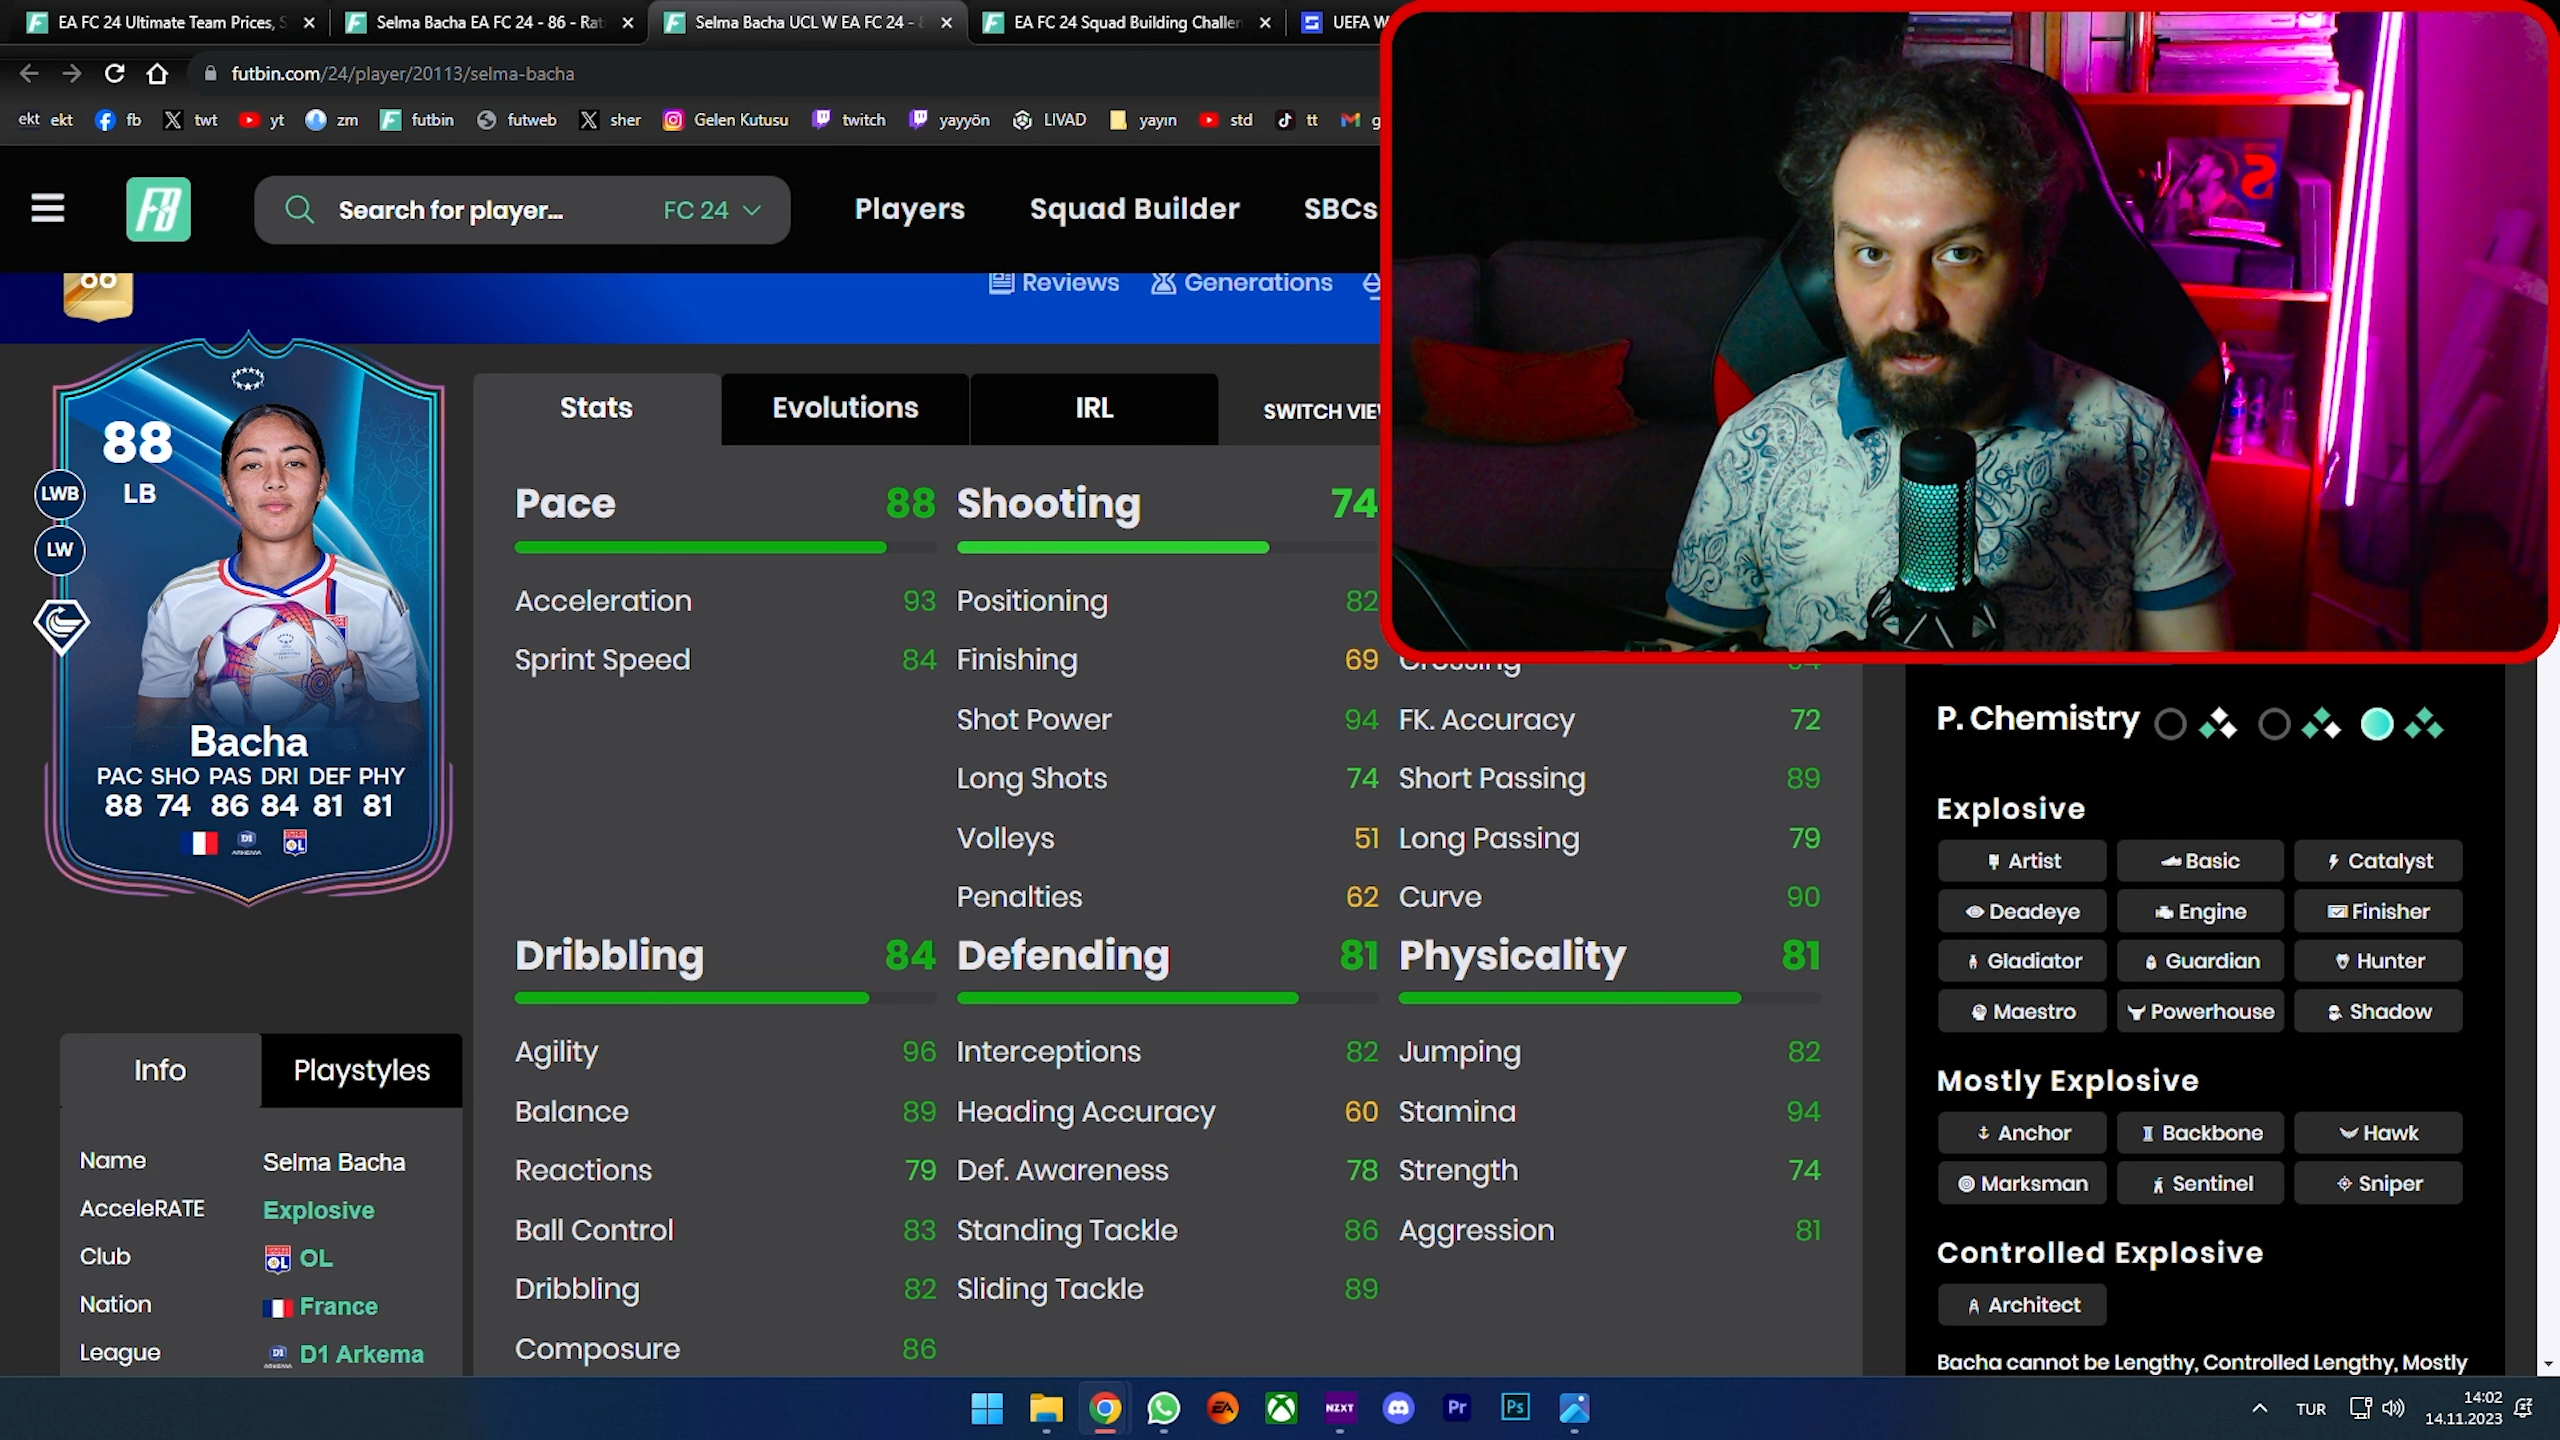 EA FC 24 Ultimate Team Prices, S
Selma Bacha EA FC 24 - 86 - Rat
Selma Bacha UCL W EA FC 24 - 8
EA FC 24 Squad Building Challen
UEFA W
futbin.com/24/player/20113/selma-bacha
ekt ekt fb twt yt zm futbin futweb sher Gelen Kutusu twitch yayyön LIVAD yayın std tt g
Search for player...
FC 24
Players
Squad Builder
SBCs
Reviews
Generations
88
LB
LWB
LW
Bacha
PAC SHO PAS DRI DEF PHY
88 74 86 84 81 81
Stats
Evolutions
IRL
SWITCH VIEW
Pace 88
Acceleration 93
Sprint Speed 84
Shooting 74
Positioning 82
Finishing 69
Shot Power 94
Long Shots 74
Volleys 51
Penalties 62
Crossing
FK. Accuracy 72
Short Passing 89
Long Passing 79
Curve 90
Dribbling 84
Agility 96
Balance 89
Reactions 79
Ball Control 83
Dribbling 82
Composure 86
Defending 81
Interceptions 82
Heading Accuracy 60
Def. Awareness 78
Standing Tackle 86
Sliding Tackle 89
Physicality 81
Jumping 82
Stamina 94
Strength 74
Aggression 81
Info
Playstyles
Name Selma Bacha
AcceleRATE Explosive
Club OL
Nation France
League D1 Arkema
P. Chemistry
Explosive
Artist Basic Catalyst
Deadeye Engine Finisher
Gladiator Guardian Hunter
Maestro Powerhouse Shadow
Mostly Explosive
Anchor Backbone Hawk
Marksman Sentinel Sniper
Controlled Explosive
Architect
Bacha cannot be Lengthy, Controlled Lengthy, Mostly
EA
NZXT
Pr
Ps
TUR
14:02
14.11.2023